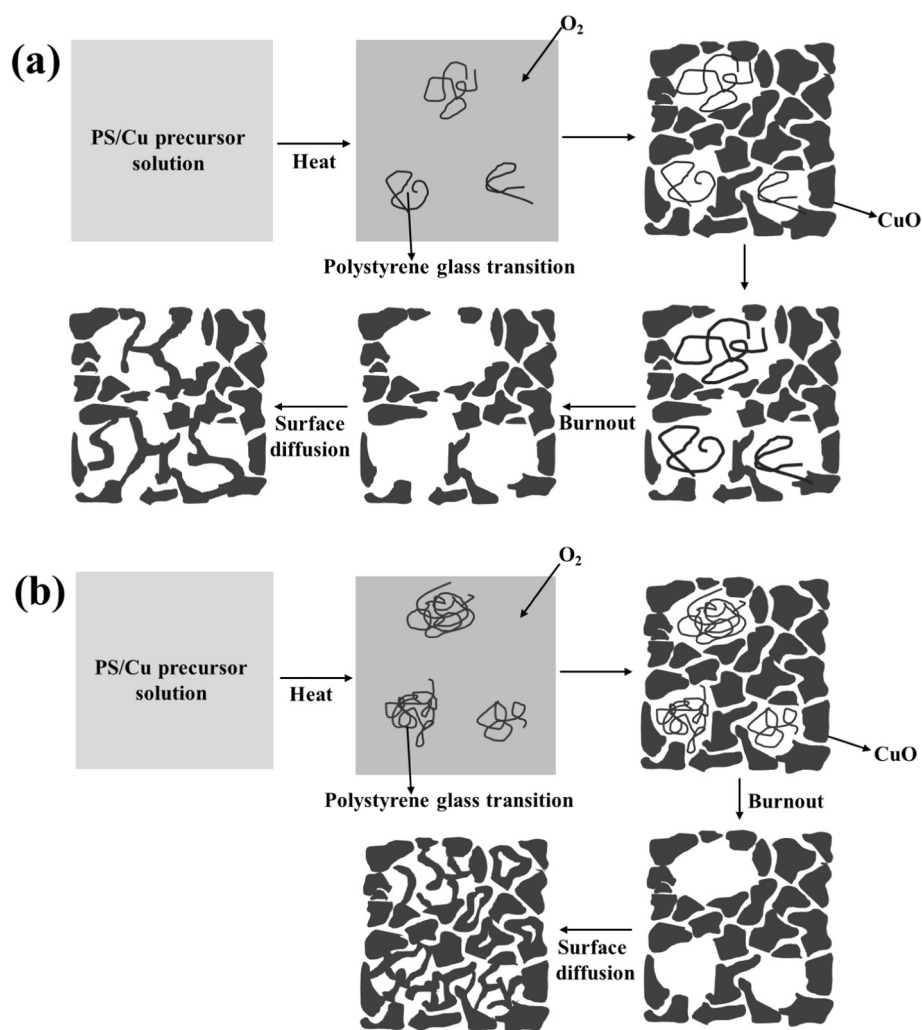 (a)
PS/Cu precursor
solution
Heat
O₂
Polystyrene glass transition
CuO
Burnout
Surface
diffusion
(b)
PS/Cu precursor
solution
Heat
O₂
Polystyrene glass transition
CuO
Burnout
Surface
diffusion